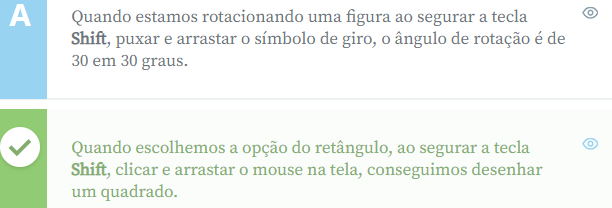 A
Quando estamos rotacionando uma figura ao segurar a tecla
Shift, puxar e arrastar o símbolo de giro, o ângulo de rotação é de
30 em 30 graus.
Quando escolhemos a opção do retângulo, ao segurar a tecla
Shift, clicar e arrastar o mouse na tela, conseguimos desenhar
um quadrado.